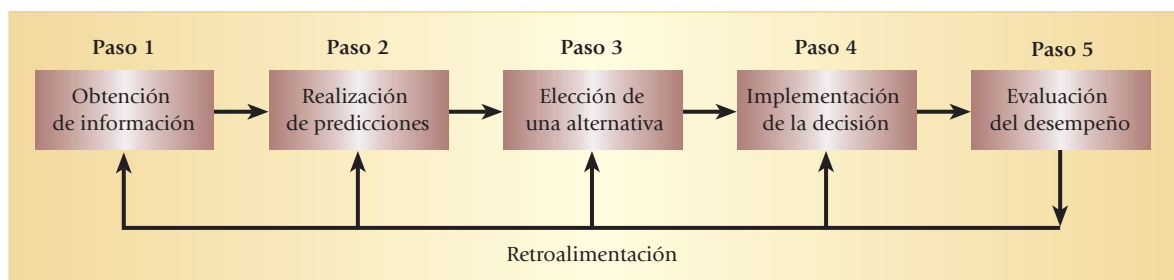 Paso 1
Obtención
de información
Paso 2
Realización
de predicciones
Paso 3
Elección de
una alternativa
Paso 4
Implementación
de la decisión
Paso 5
Evaluación
del desempeño
Retroalimentación